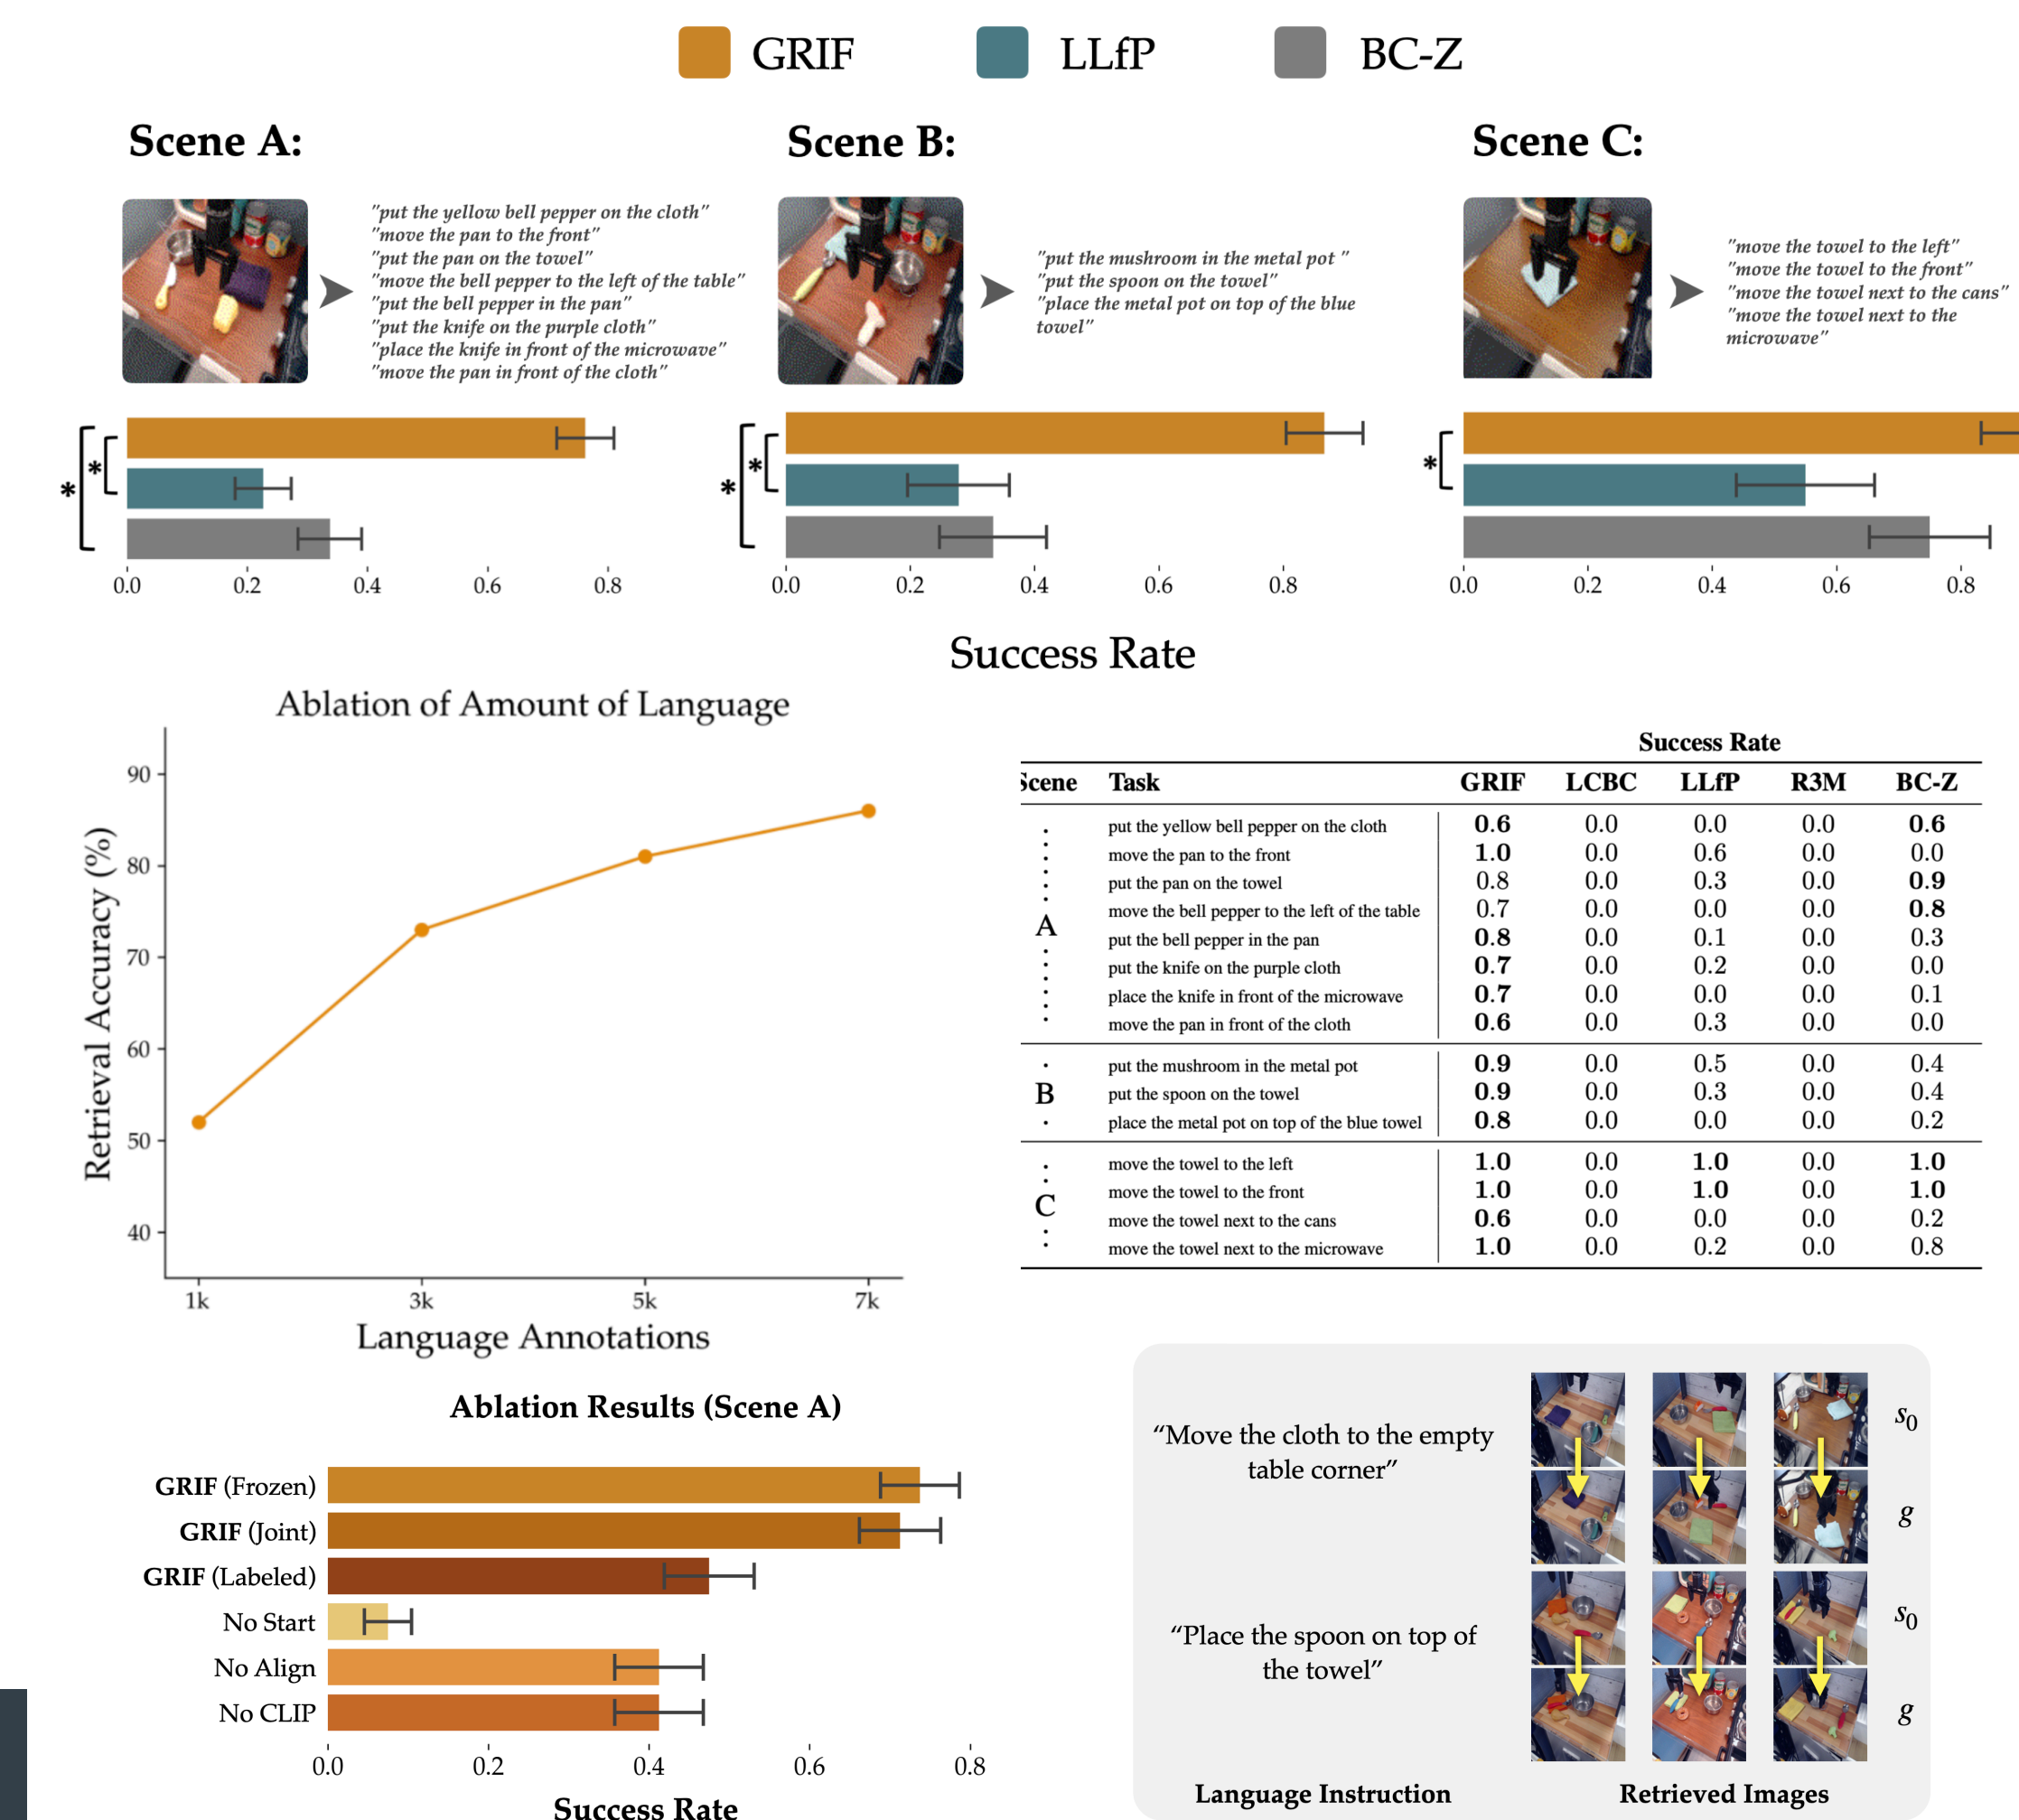 GRIF LLfP BC-Z
Scene A:
"put the yellow bell pepper on the cloth"
"move the pan to the front"
"put the pan on the towel"
"move the bell pepper to the left of the table"
"put the bell pepper in the pan"
"put the knife on the purple cloth"
"place the knife in front of the microwave"
"move the pan in front of the cloth"
*
*
0.0 0.2 0.4 0.6 0.8
Scene B:
"put the mushroom in the metal pot "
"put the spoon on the towel"
"place the metal pot on top of the blue
towel"
*
*
0.0 0.2 0.4 0.6 0.8
Scene C:
"move the towel to the left"
"move the towel to the front"
"move the towel next to the cans"
"move the towel next to the
microwave"
*
0.0 0.2 0.4 0.6 0.8
Success Rate
Ablation of Amount of Language
Retrieval Accuracy (%)
90
80
70
60
50
40
1k 3k 5k 7k
Language Annotations
Success Rate
Scene Task GRIF LCBC LLfP R3M BC-Z
A
put the yellow bell pepper on the cloth 0.6 0.0 0.0 0.0 0.6
move the pan to the front 1.0 0.0 0.6 0.0 0.0
put the pan on the towel 0.8 0.0 0.3 0.0 0.9
move the bell pepper to the left of the table 0.7 0.0 0.0 0.0 0.8
put the bell pepper in the pan 0.8 0.0 0.1 0.0 0.3
put the knife on the purple cloth 0.7 0.0 0.2 0.0 0.0
place the knife in front of the microwave 0.7 0.0 0.0 0.0 0.1
move the pan in front of the cloth 0.6 0.0 0.3 0.0 0.0
B
put the mushroom in the metal pot 0.9 0.0 0.5 0.0 0.4
put the spoon on the towel 0.9 0.0 0.3 0.0 0.4
place the metal pot on top of the blue towel 0.8 0.0 0.0 0.0 0.2
C
move the towel to the left 1.0 0.0 1.0 0.0 1.0
move the towel to the front 1.0 0.0 1.0 0.0 1.0
move the towel next to the cans 0.6 0.0 0.0 0.0 0.2
move the towel next to the microwave 1.0 0.0 0.2 0.0 0.8
Ablation Results (Scene A)
GRIF (Frozen)
GRIF (Joint)
GRIF (Labeled)
No Start
No Align
No CLIP
0.0 0.2 0.4 0.6 0.8
Success Rate
“Move the cloth to the empty
table corner”
s0
g
“Place the spoon on top of
the towel”
s0
g
Language Instruction Retrieved Images